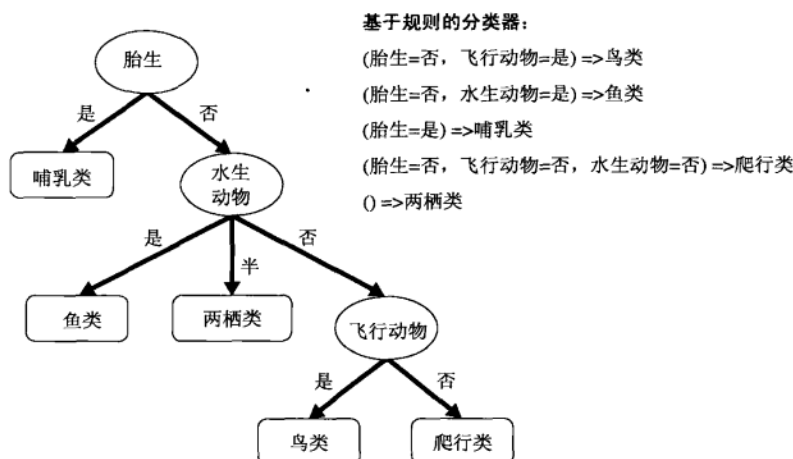 基于规则的分类器：
(胎生=否，飞行动物=是) =>鸟类
(胎生=否，水生动物=是) =>鱼类
(胎生=是) =>哺乳类
(胎生=否，飞行动物=否，水生动物=否) =>爬行类
() =>两栖类
胎生
是
否
哺乳类
水生
动物
是
半
否
鱼类
两栖类
飞行动物
是
否
鸟类
爬行类